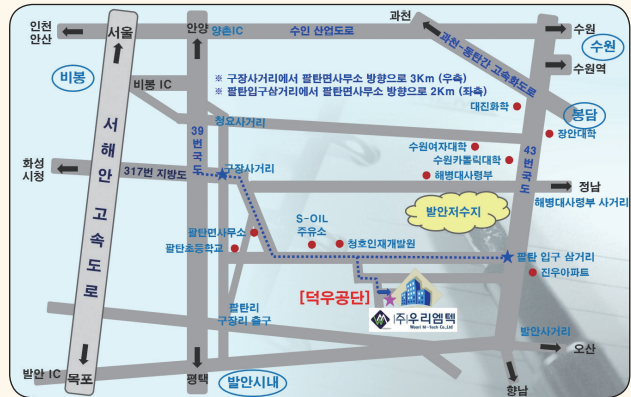 인천
안산
서울
안양
양촌IC
수인 산업도로
과천
수원
수원
과천-동탄간 고속화도로
수원역
비봉
비봉 IC
※ 구장사거리에서 팔탄면사무소 방향으로 3Km (우측)
※ 팔탄입구삼거리에서 팔탄면사무소 방향으로 2Km (좌측)
대진화학
봉담
청요사거리
장안대학
서해안 고속도로
39번국도
43번국도
수원여자대학
수원카톨릭대학
화성
시청
317번 지방도
구장사거리
해병대사령부
정남
해병대사령부 사거리
발안저수지
팔탄면사무소
S-OIL
주유소
청호인재개발원
팔탄초등학교
팔탄 입구 삼거리
진우아파트
팔탄리
구장리 출구
[덕우공단]
(주)우리엠텍
Woori M-Tech Co.,Ltd
발안사거리
오산
발안 IC
목포
평택
발안시내
향남